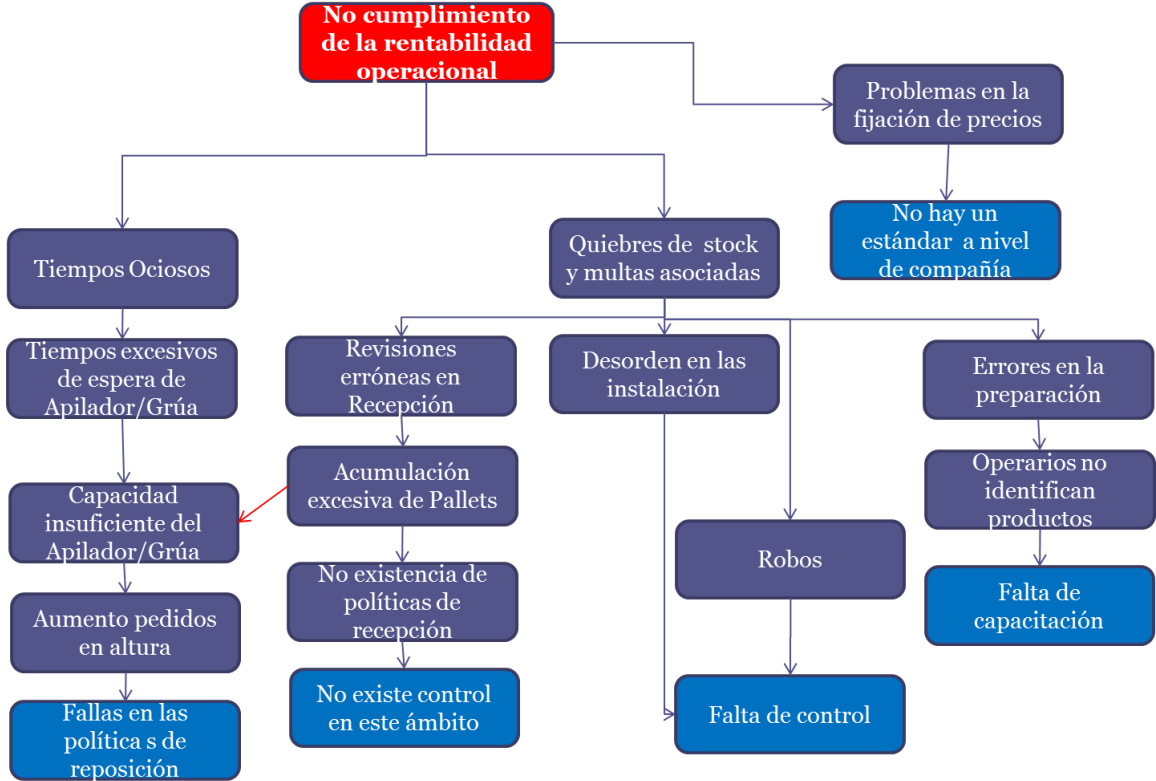 No cumplimiento
de la rentabilidad
operacional
Problemas en la
fijación de precios
No hay un
estándar  a nivel
de compañía
Tiempos Ociosos
Quiebres de  stock
y multas asociadas
Tiempos excesivos
de espera de
Apilador/Grúa
Revisiones
erróneas en
Recepción
Desorden en las
instalación
Errores en la
preparación
Capacidad
insuficiente del
Apilador/Grúa
Acumulación
excesiva de Pallets
Operarios no
identifican
productos
Robos
No existencia de
políticas de
recepción
Falta de
capacitación
Aumento pedidos
en altura
No existe control
en este ámbito
Falta de control
Fallas en las
política s de
reposición